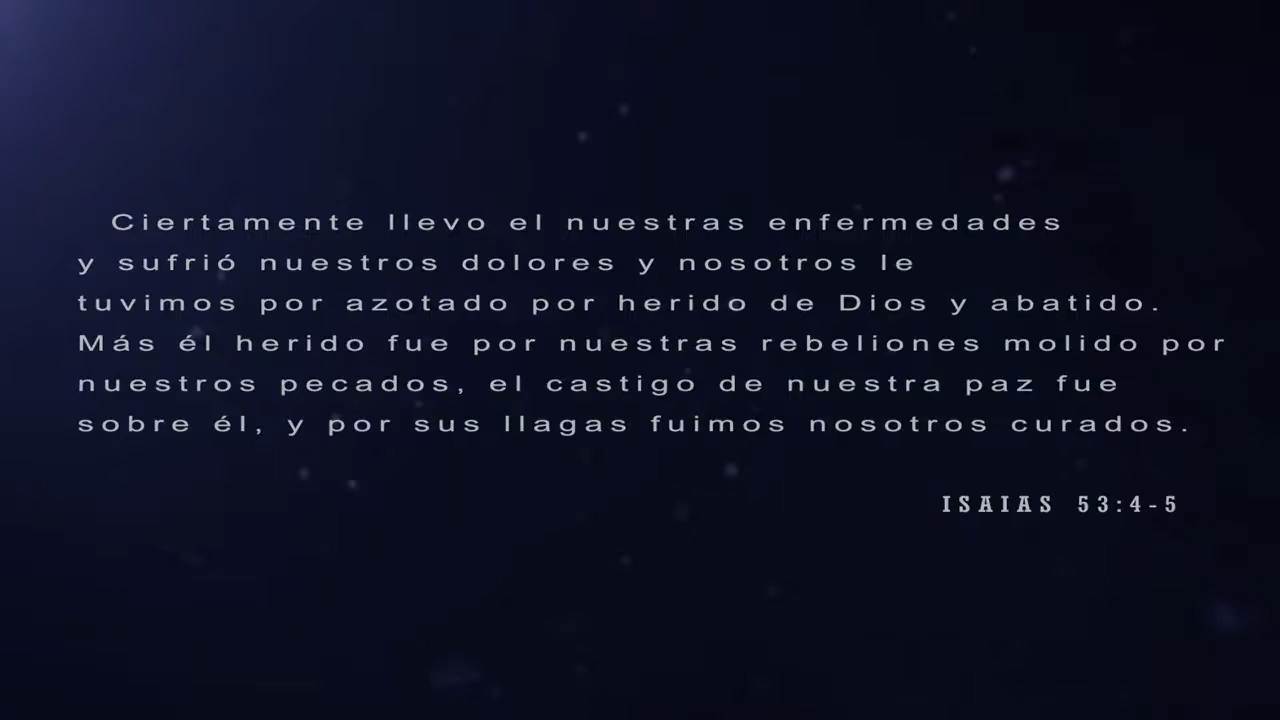 Ciertamente llevo el nuestras enfermedades
y sufrió nuestros dolores y nosotros le
tuvimos por azotado por herido de Dios y abatido.
Más él herido fue por nuestras rebeliones molido por
nuestros pecados, el castigo de nuestra paz fue
sobre él, y por sus llagas fuimos nosotros curados.
ISAIAS 53:4-5